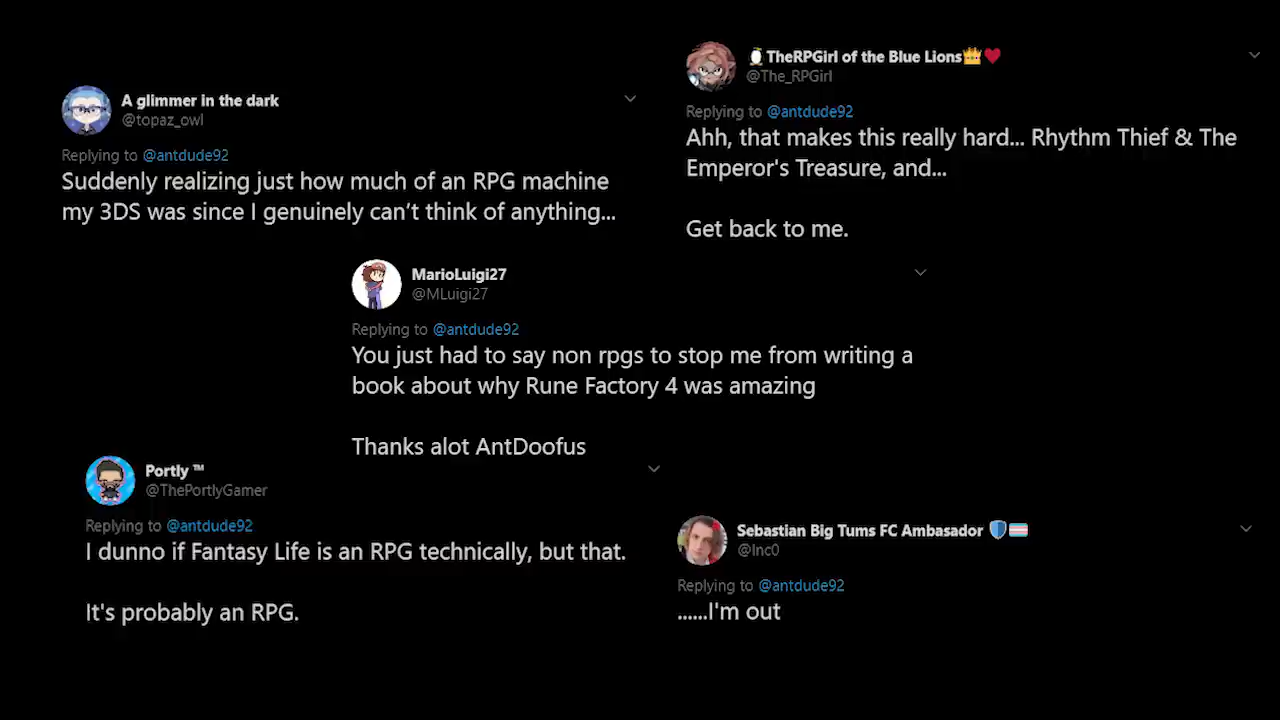 A glimmer in the dark
@topaz_owl
Replying to @antdude92
Suddenly realizing just how much of an RPG machine
my 3DS was since I genuinely can’t think of anything...
TheRPGirl of the Blue Lions
@The_RPGirl
Replying to @antdude92
Ahh, that makes this really hard... Rhythm Thief & The
Emperor's Treasure, and...
Get back to me.
MarioLuigi27
@MLuigi27
Replying to @antdude92
You just had to say non rpgs to stop me from writing a
book about why Rune Factory 4 was amazing
Thanks alot AntDoofus
Portly ™
@ThePortlyGamer
Replying to @antdude92
I dunno if Fantasy Life is an RPG technically, but that.
It's probably an RPG.
Sebastian Big Tums FC Ambasador
@Inc0
Replying to @antdude92
......I'm out